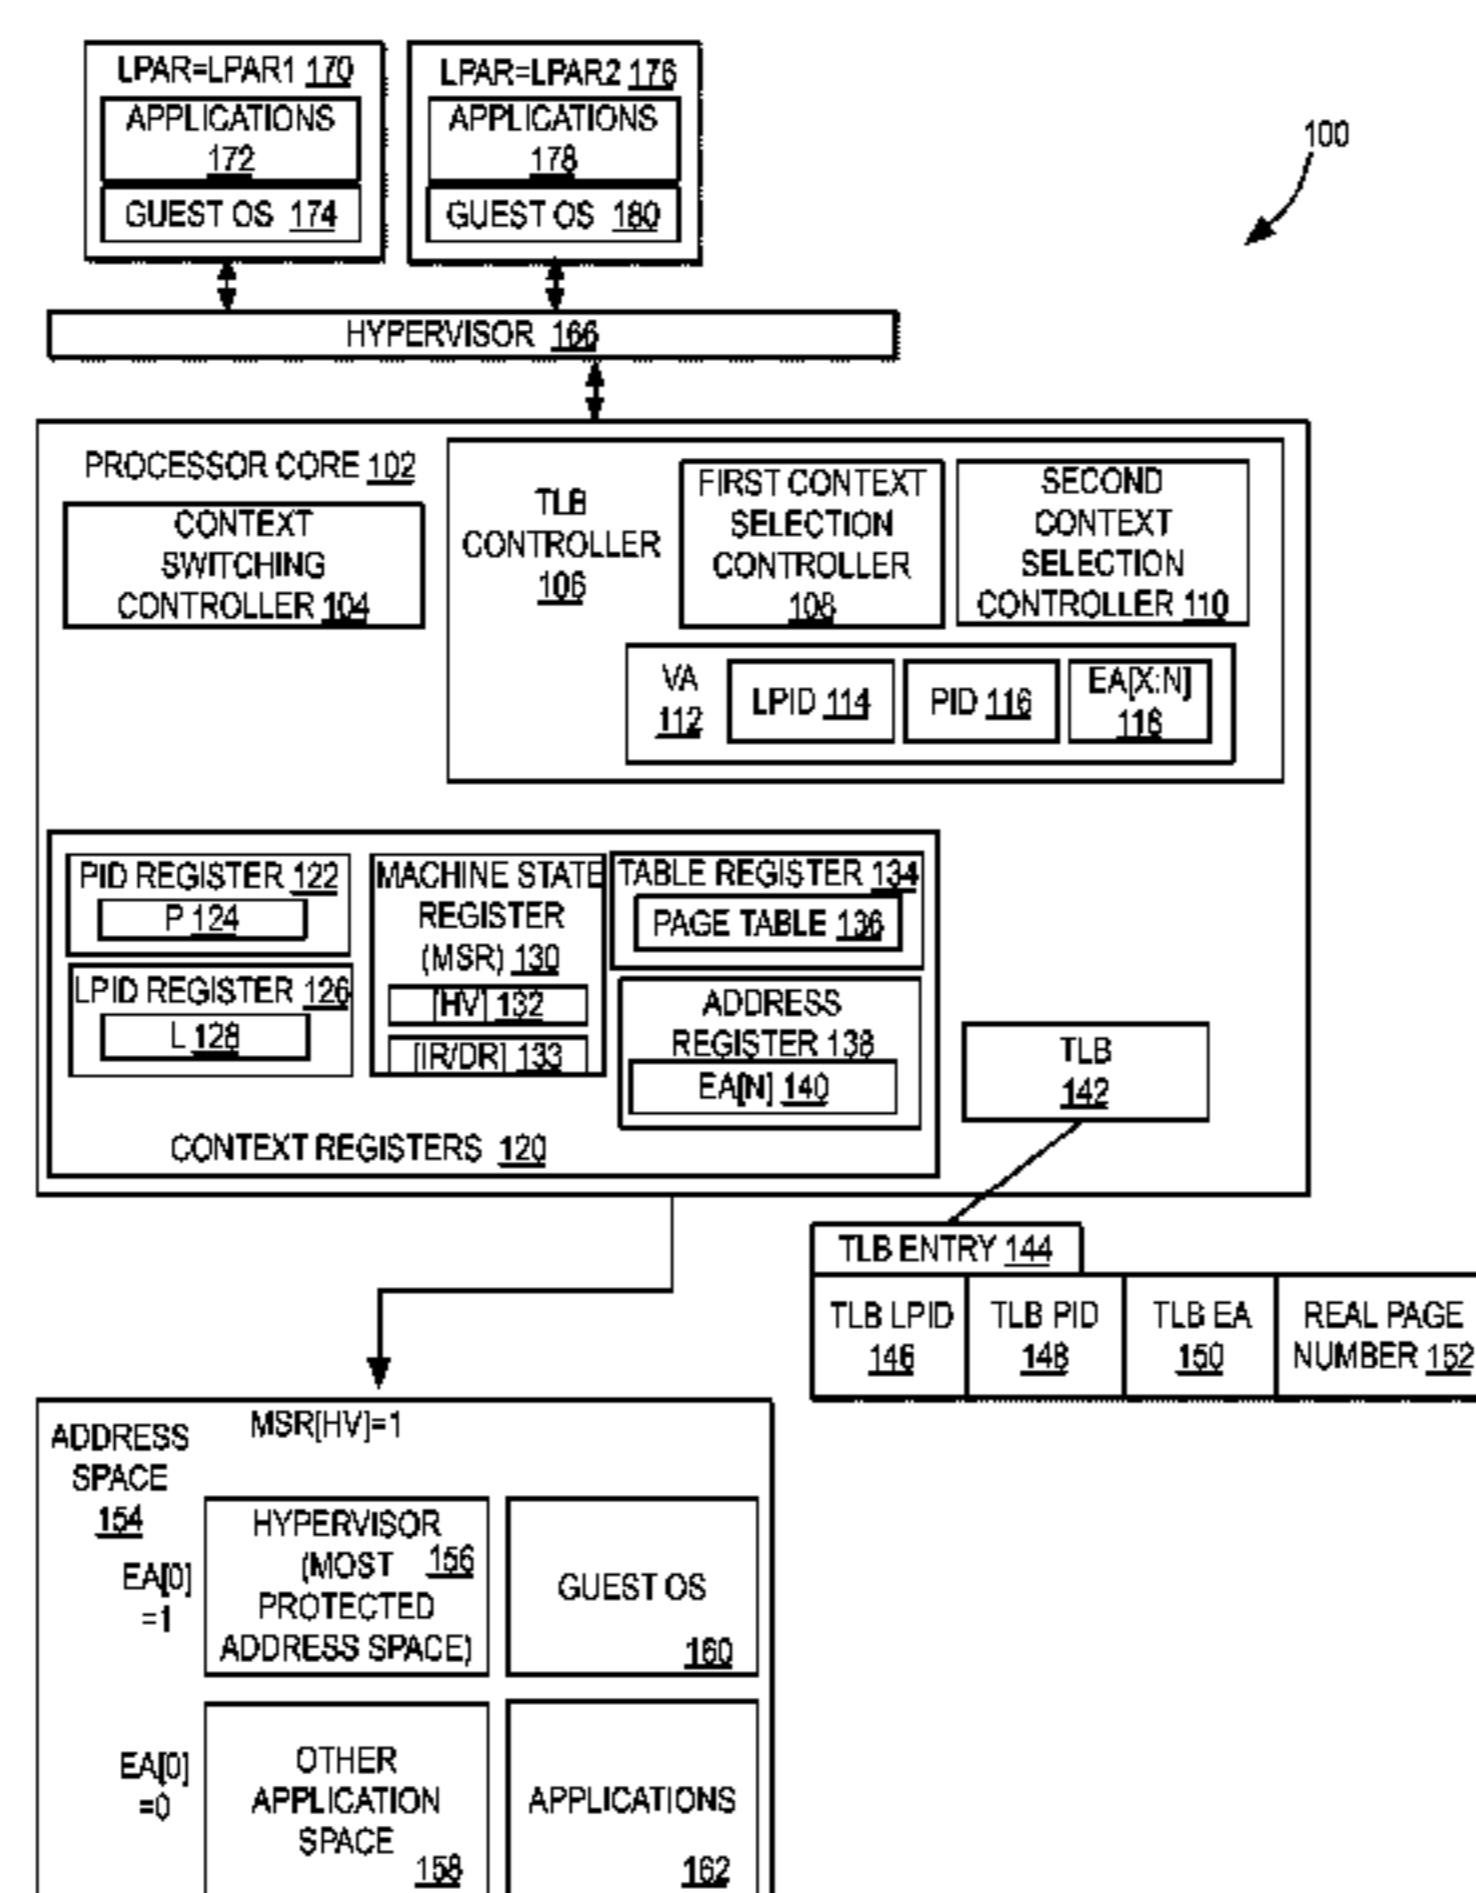 LPAR=LPAR1 170
APPLICATIONS
172
GUEST OS 174
LPAR=LPAR2 176
APPLICATIONS
178
GUEST OS 180
100
HYPERVISOR 166
PROCESSOR CORE 102
CONTEXT
SWITCHING
CONTROLLER 104
TLB
CONTROLLER
106
FIRST CONTEXT
SELECTION
CONTROLLER
108
SECOND
CONTEXT
SELECTION
CONTROLLER 110
VA
112
LPID 114
PID 116
EA[X:N]
118
PID REGISTER 122
P 124
LPID REGISTER 126
L 128
MACHINE STATE
REGISTER
(MSR) 130
[HV] 132
[IR/DR] 133
TABLE REGISTER 134
PAGE TABLE 136
ADDRESS
REGISTER 138
EA[N] 140
CONTEXT REGISTERS 120
TLB
142
TLB ENTRY 144
TLB LPID
146
TLB PID
148
TLB EA
150
REAL PAGE
NUMBER 152
ADDRESS
SPACE
154
MSR[HV]=1
EA[0]
=1
HYPERVISOR
(MOST 156
PROTECTED
ADDRESS SPACE)
GUEST OS
160
EA[0]
=0
OTHER
APPLICATION
SPACE
158
APPLICATIONS
162